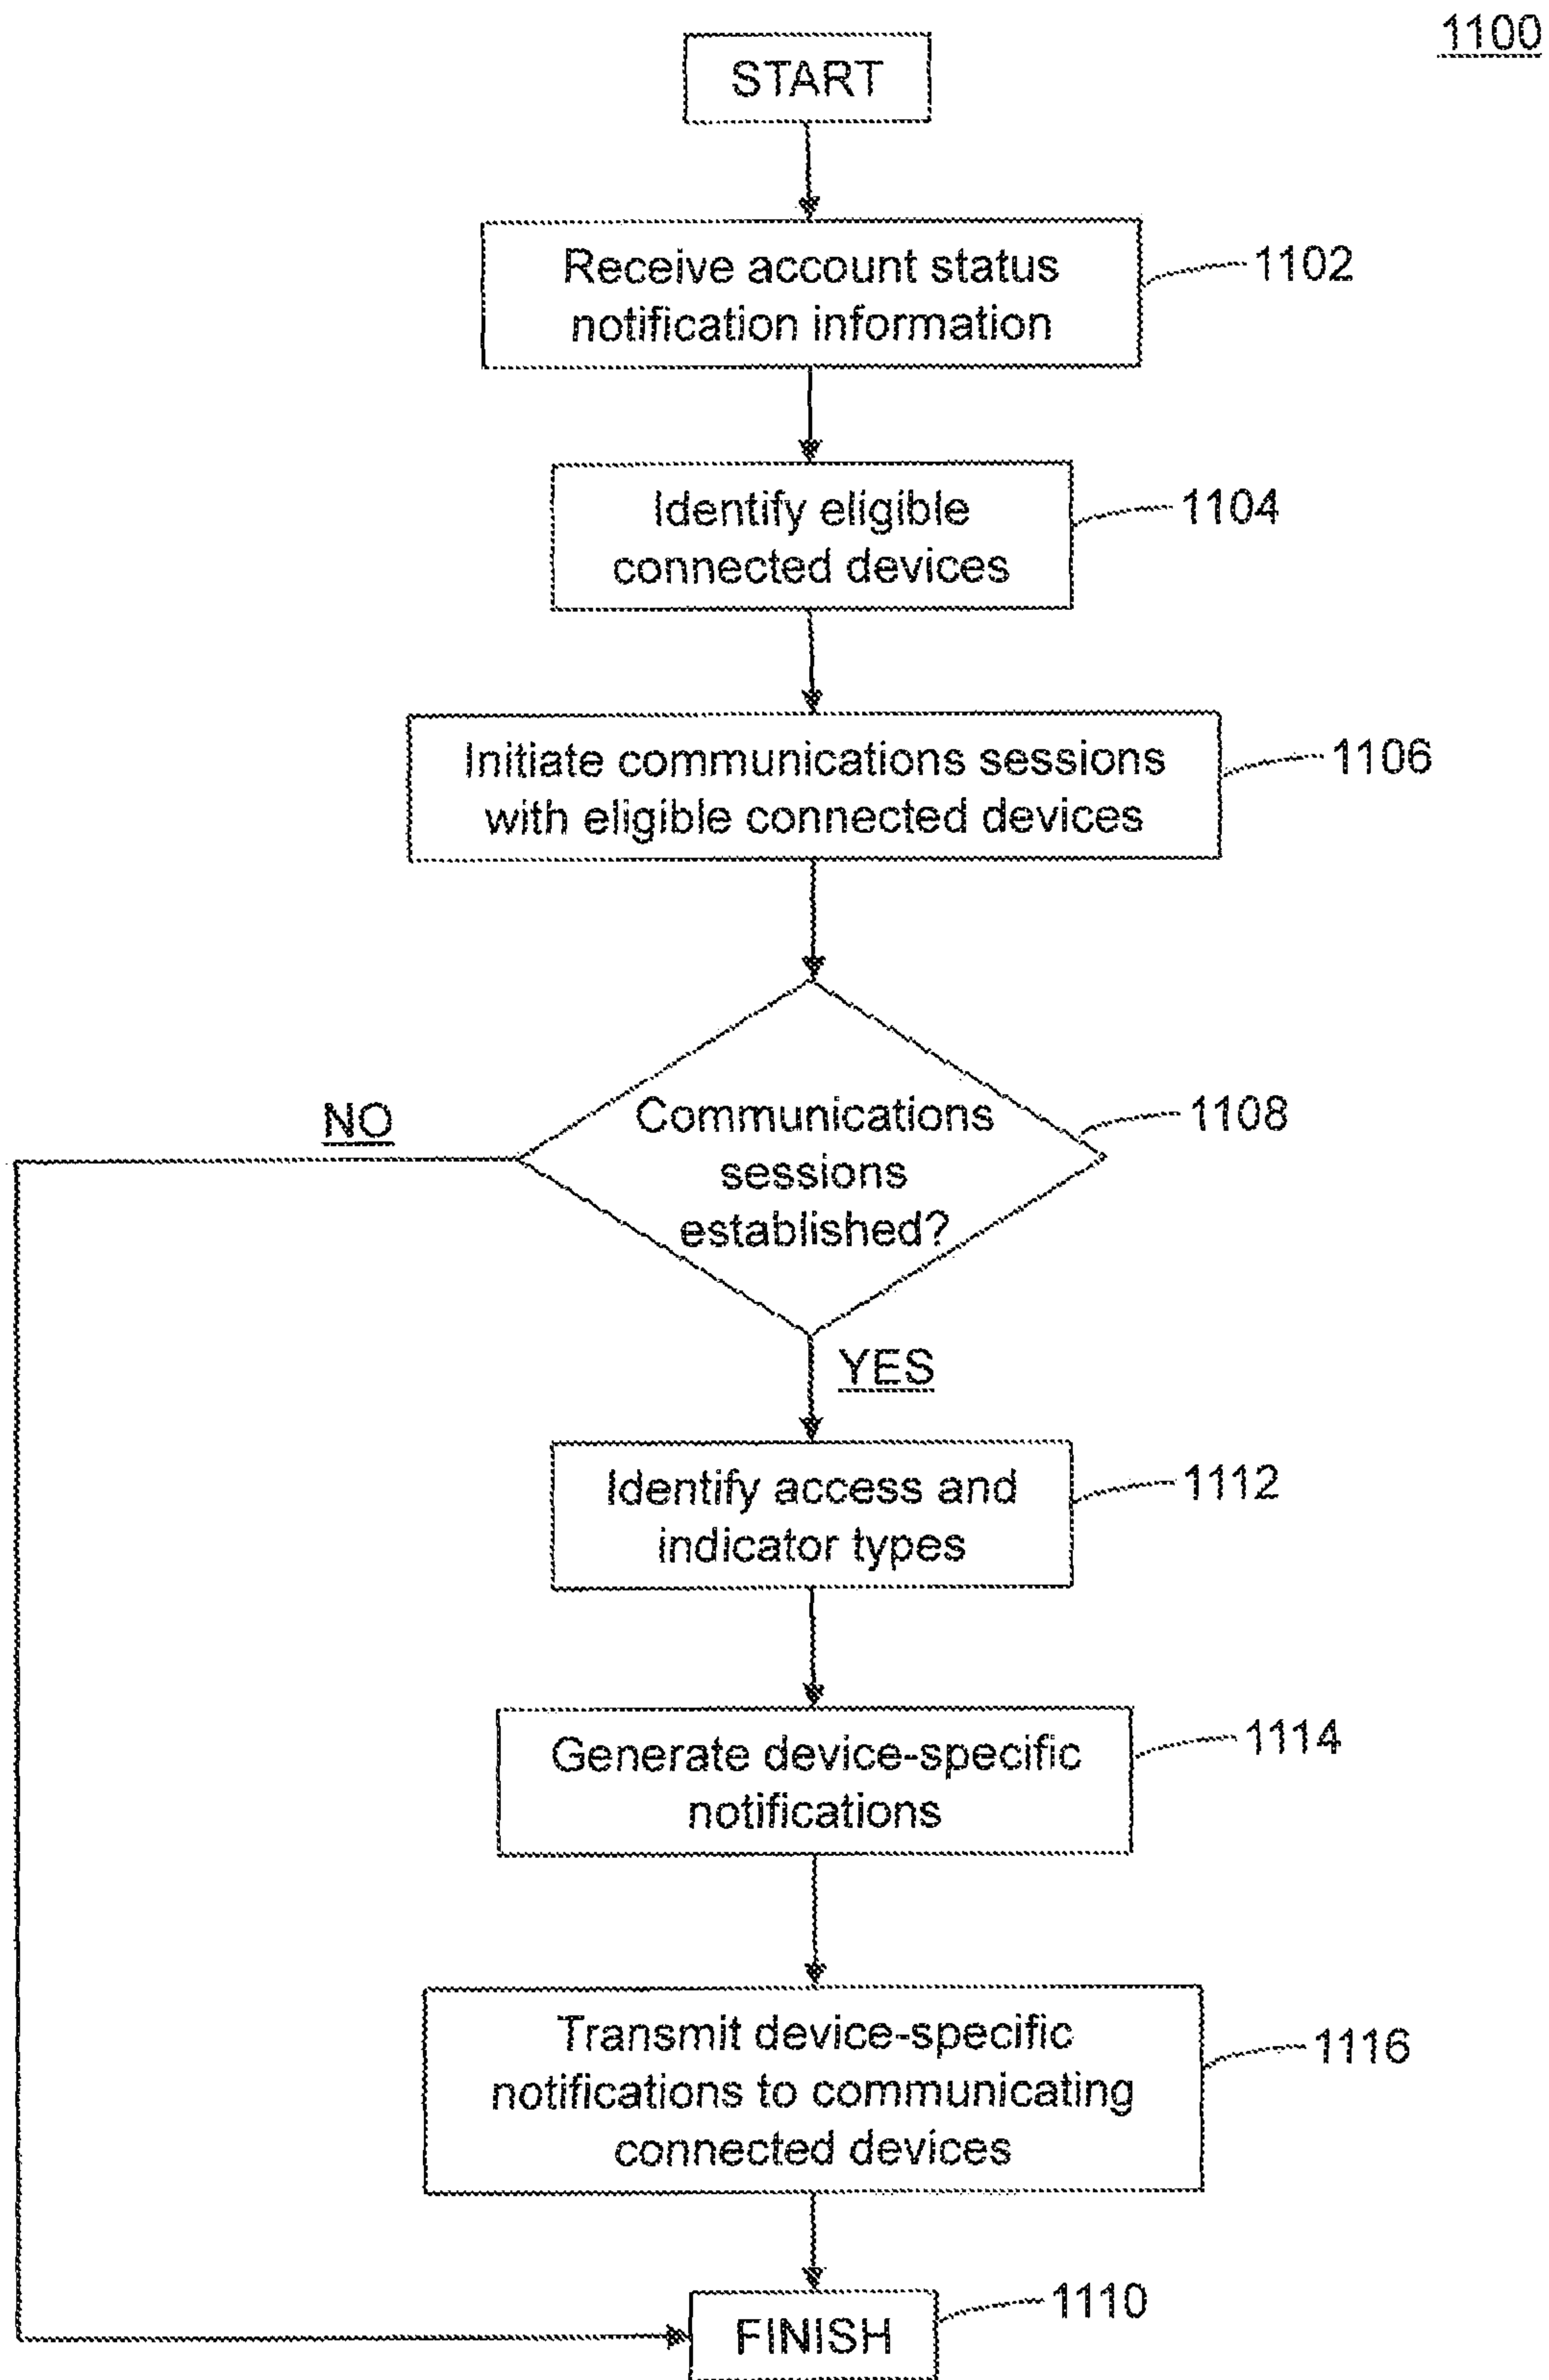 1100
START
Receive account status
notification information
1102
Identify eligible
connected devices
1104
Initiate communications sessions
with eligible connected devices
1106
Communications
sessions
established?
1108
NO
YES
Identify access and
indicator types
1112
Generate device-specific
notifications
1114
Transmit device-specific
notifications to communicating
connected devices
1116
FINISH
1110